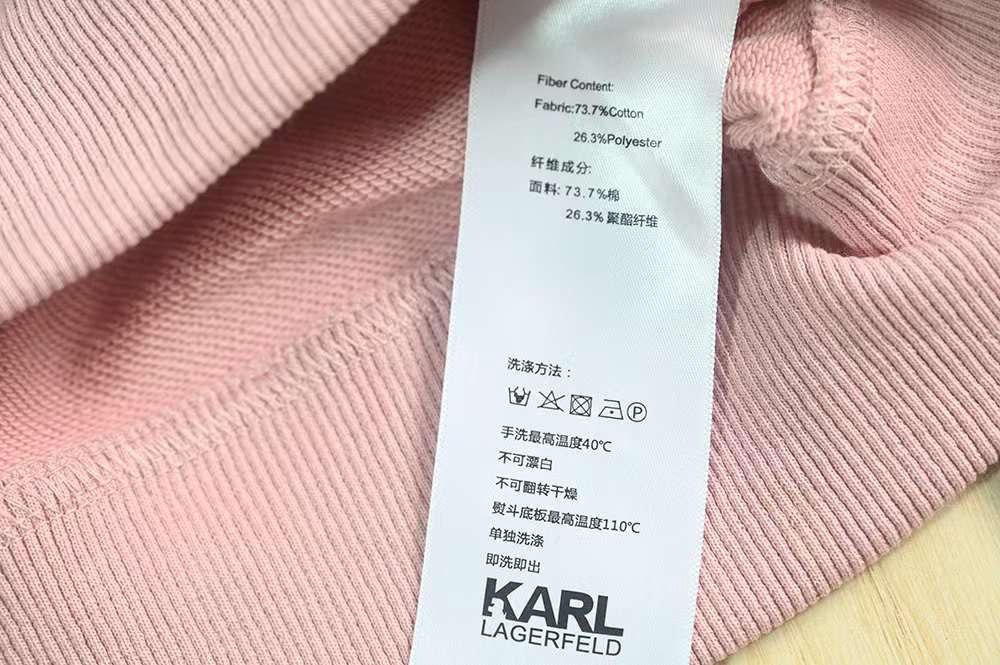 Fiber Content:
Fabric:73.7%Cotton
26.3%Polyester
纤维成分:
面料: 73.7%棉
26.3% 聚酯纤维
洗涤方法：
P
手洗最高温度40℃
不可漂白
不可翻转干燥
熨斗底板最高温度110℃
单独洗涤
即洗即出
KARL
LAGERFELD